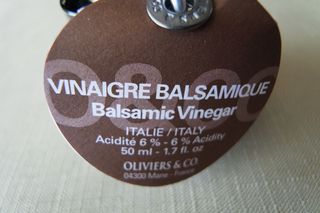 O&CO
VINAIGRE BALSAMIQUE
Balsamic Vinegar
ITALIE / ITALY
Acidité 6 % - 6 % Acidity
50 ml - 1.7 fl. oz
OLIVIERS & CO.
04300 Mane - France